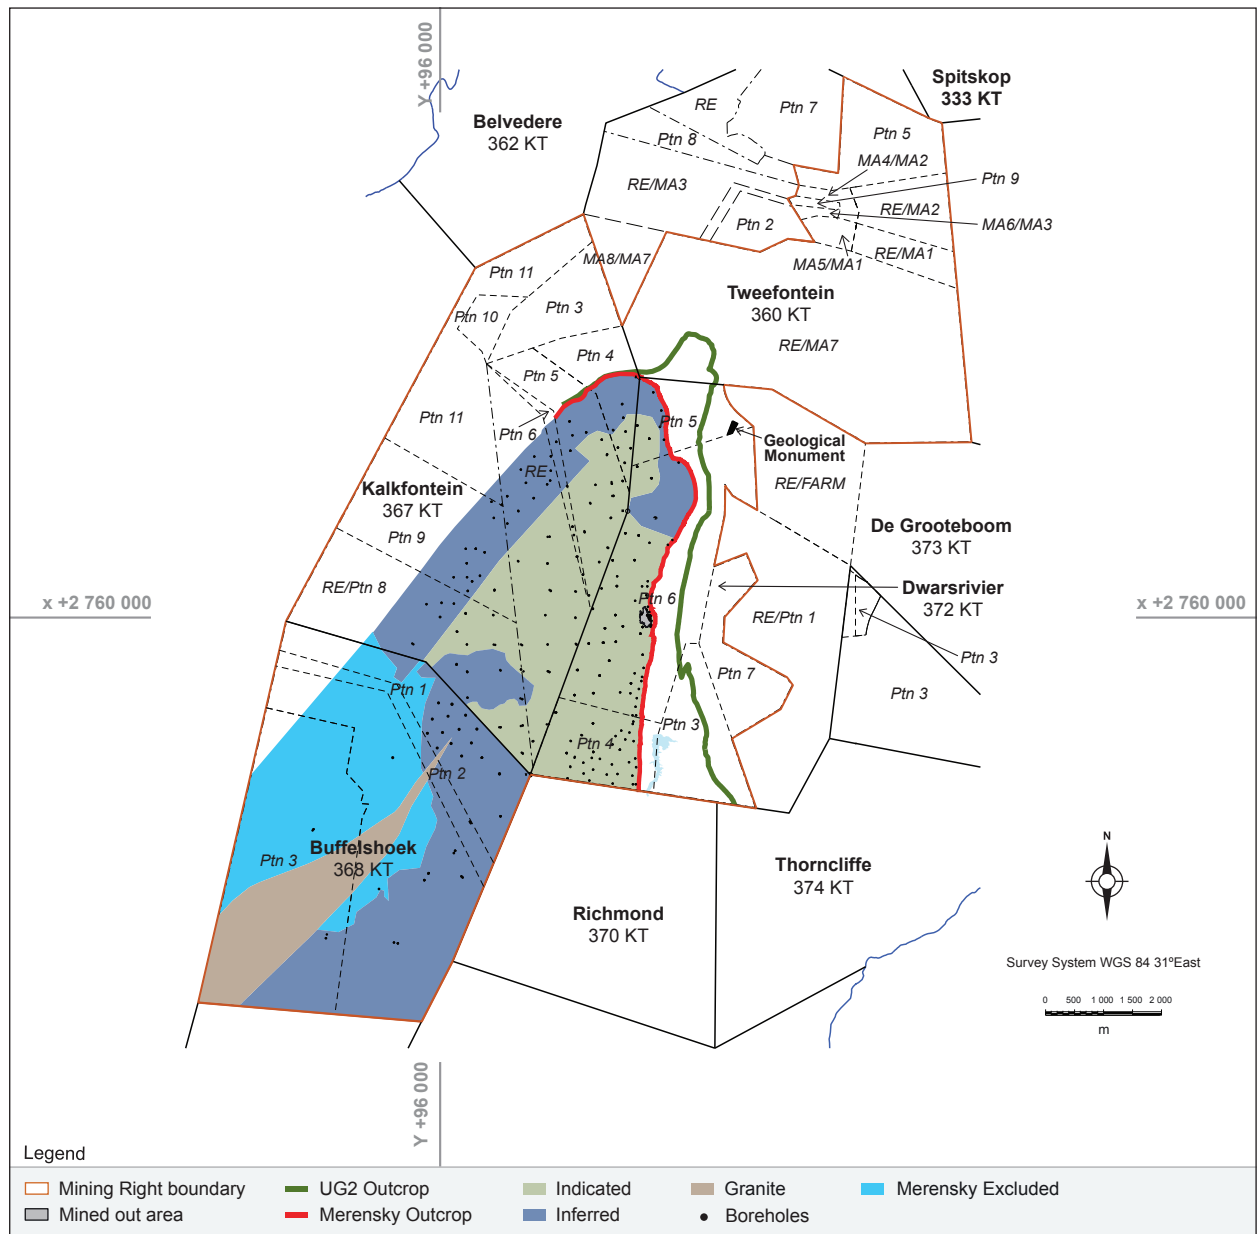 Y +96 000
Spitskop
333 KT
Belvedere
362 KT
RE
Ptn 7
Ptn 8
Ptn 5
MA4/MA2
Ptn 9
RE/MA3
RE/MA2
Ptn 2
MA6/MA3
RE/MA1
MA5/MA1
MA8/MA7
Ptn 11
Ptn 10
Ptn 3
Tweefontein
360 KT
RE/MA7
Ptn 4
Ptn 5
Ptn 11
Ptn 6
Ptn 5
Geological
Monument
RE
RE/FARM
Kalkfontein
367 KT
Ptn 9
De Grooteboom
373 KT
RE/Ptn 8
Dwarsrivier
372 KT
x +2 760 000
x +2 760 000
Ptn 6
RE/Ptn 1
Ptn 3
Ptn 7
Ptn 3
Ptn 1
Ptn 3
Ptn 4
Ptn 2
Buffelshoek
368 KT
Ptn 3
Thorncliffe
374 KT
Richmond
370 KT
N
Survey System WGS 84 31ºEast
0 500 1 000 1 500 2 000
m
Y +96 000
Legend
Mining Right boundary
UG2 Outcrop
Indicated
Granite
Merensky Excluded
Mined out area
Merensky Outcrop
Inferred
Boreholes